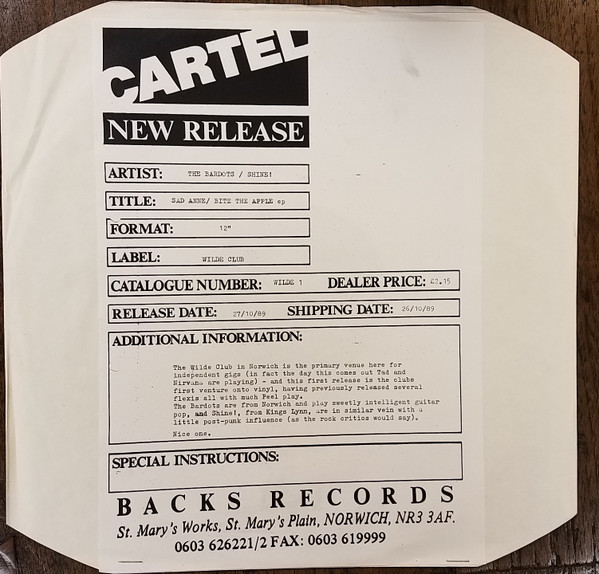 CARTEL
NEW RELEASE
ARTIST: THE BARDOTS / SHINE!
TITLE: SAD ANNE/ BITE THE APPLE ep
FORMAT: 12"
LABEL: WILDE CLUB
CATALOGUE NUMBER: WILDE 1 DEALER PRICE: £2.15
RELEASE DATE: 27/10/89 SHIPPING DATE: 26/10/89
ADDITIONAL INFORMATION:
The Wilde Club in Norwich is the primary venue here for
independent gigs (in fact the day this comes out Tad and
Nirvana are playing) - and this first release is the clubs
first venture onto vinyl, having previously released several
flexis all with much Peel play.
The Bardots are from Norwich and play sweetly intelligent guitar
pop, and Shine!, from Kings Lynn, are in similar vein with a
little post-punk influence (as the rock critics would say).
Nice one.
SPECIAL INSTRUCTIONS:
BACKS RECORDS
St. Mary's Works, St. Mary's Plain, NORWICH, NR3 3AF.
0603 626221/2 FAX: 0603 619999